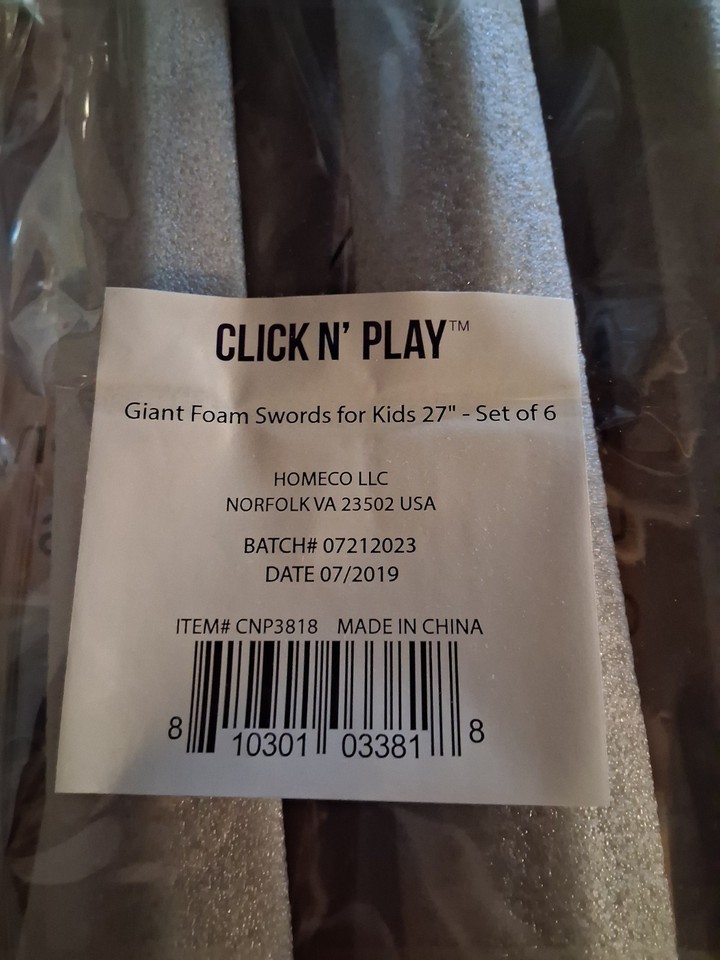 CLICK N' PLAY™
Giant Foam Swords for Kids 27" - Set of 6
HOMECO LLC
NORFOLK VA 23502 USA
BATCH# 07212023
DATE 07/2019
ITEM# CNP3818 MADE IN CHINA
8 10301 03381 8